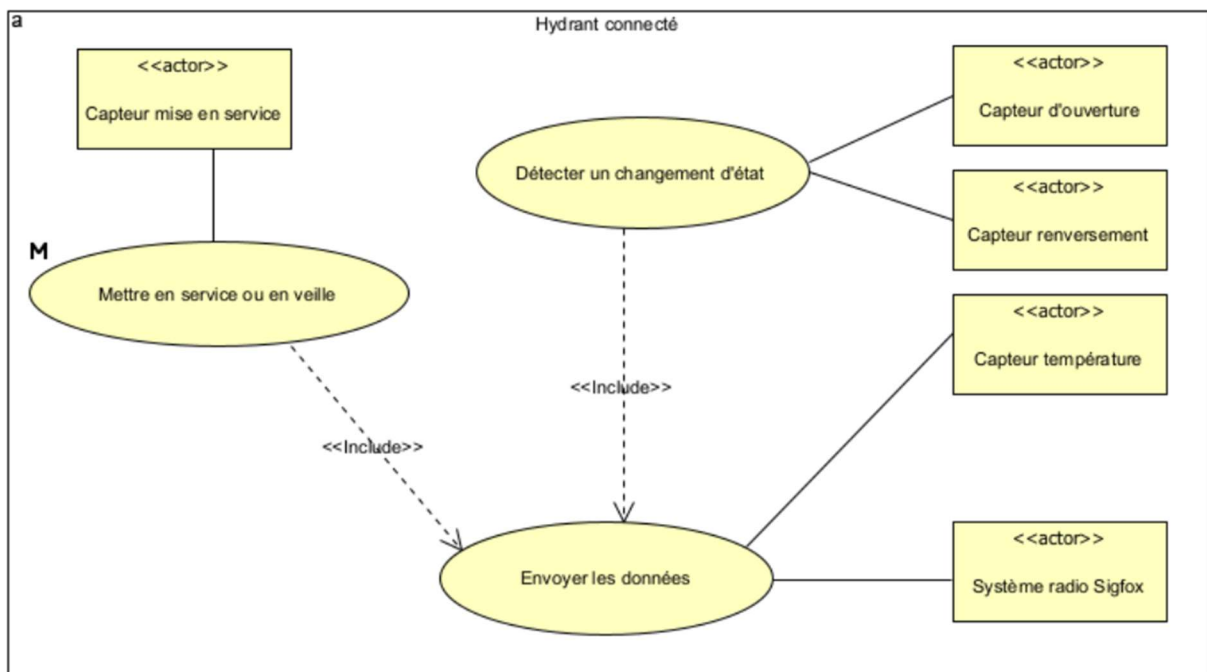 a
Hydrant connecté
<<actor>>
Capteur mise en service
<<actor>>
Capteur d'ouverture
Détecter un changement d'état
<<actor>>
Capteur renversement
M
Mettre en service ou en veille
<<actor>>
Capteur température
<<Include>>
<<Include>>
Envoyer les données
<<actor>>
Système radio Sigfox